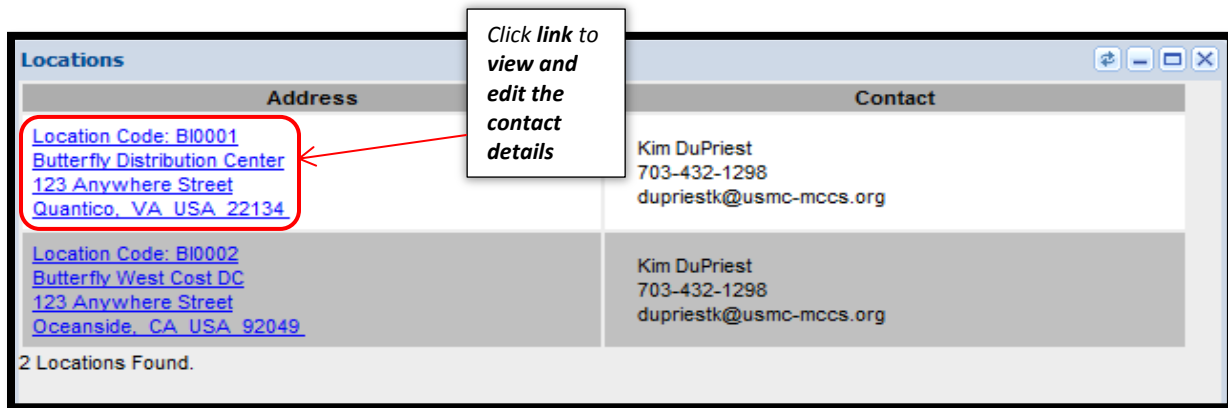 Click link to
view and
edit the
contact
details
Locations
Address
Contact
Location Code: BI0001
Butterfly Distribution Center
123 Anywhere Street
Quantico, VA USA 22134
Kim DuPriest
703-432-1298
dupriestk@usmc-mccs.org
Location Code: BI0002
Butterfly West Cost DC
123 Anywhere Street
Oceanside, CA USA 92049
Kim DuPriest
703-432-1298
dupriestk@usmc-mccs.org
2 Locations Found.